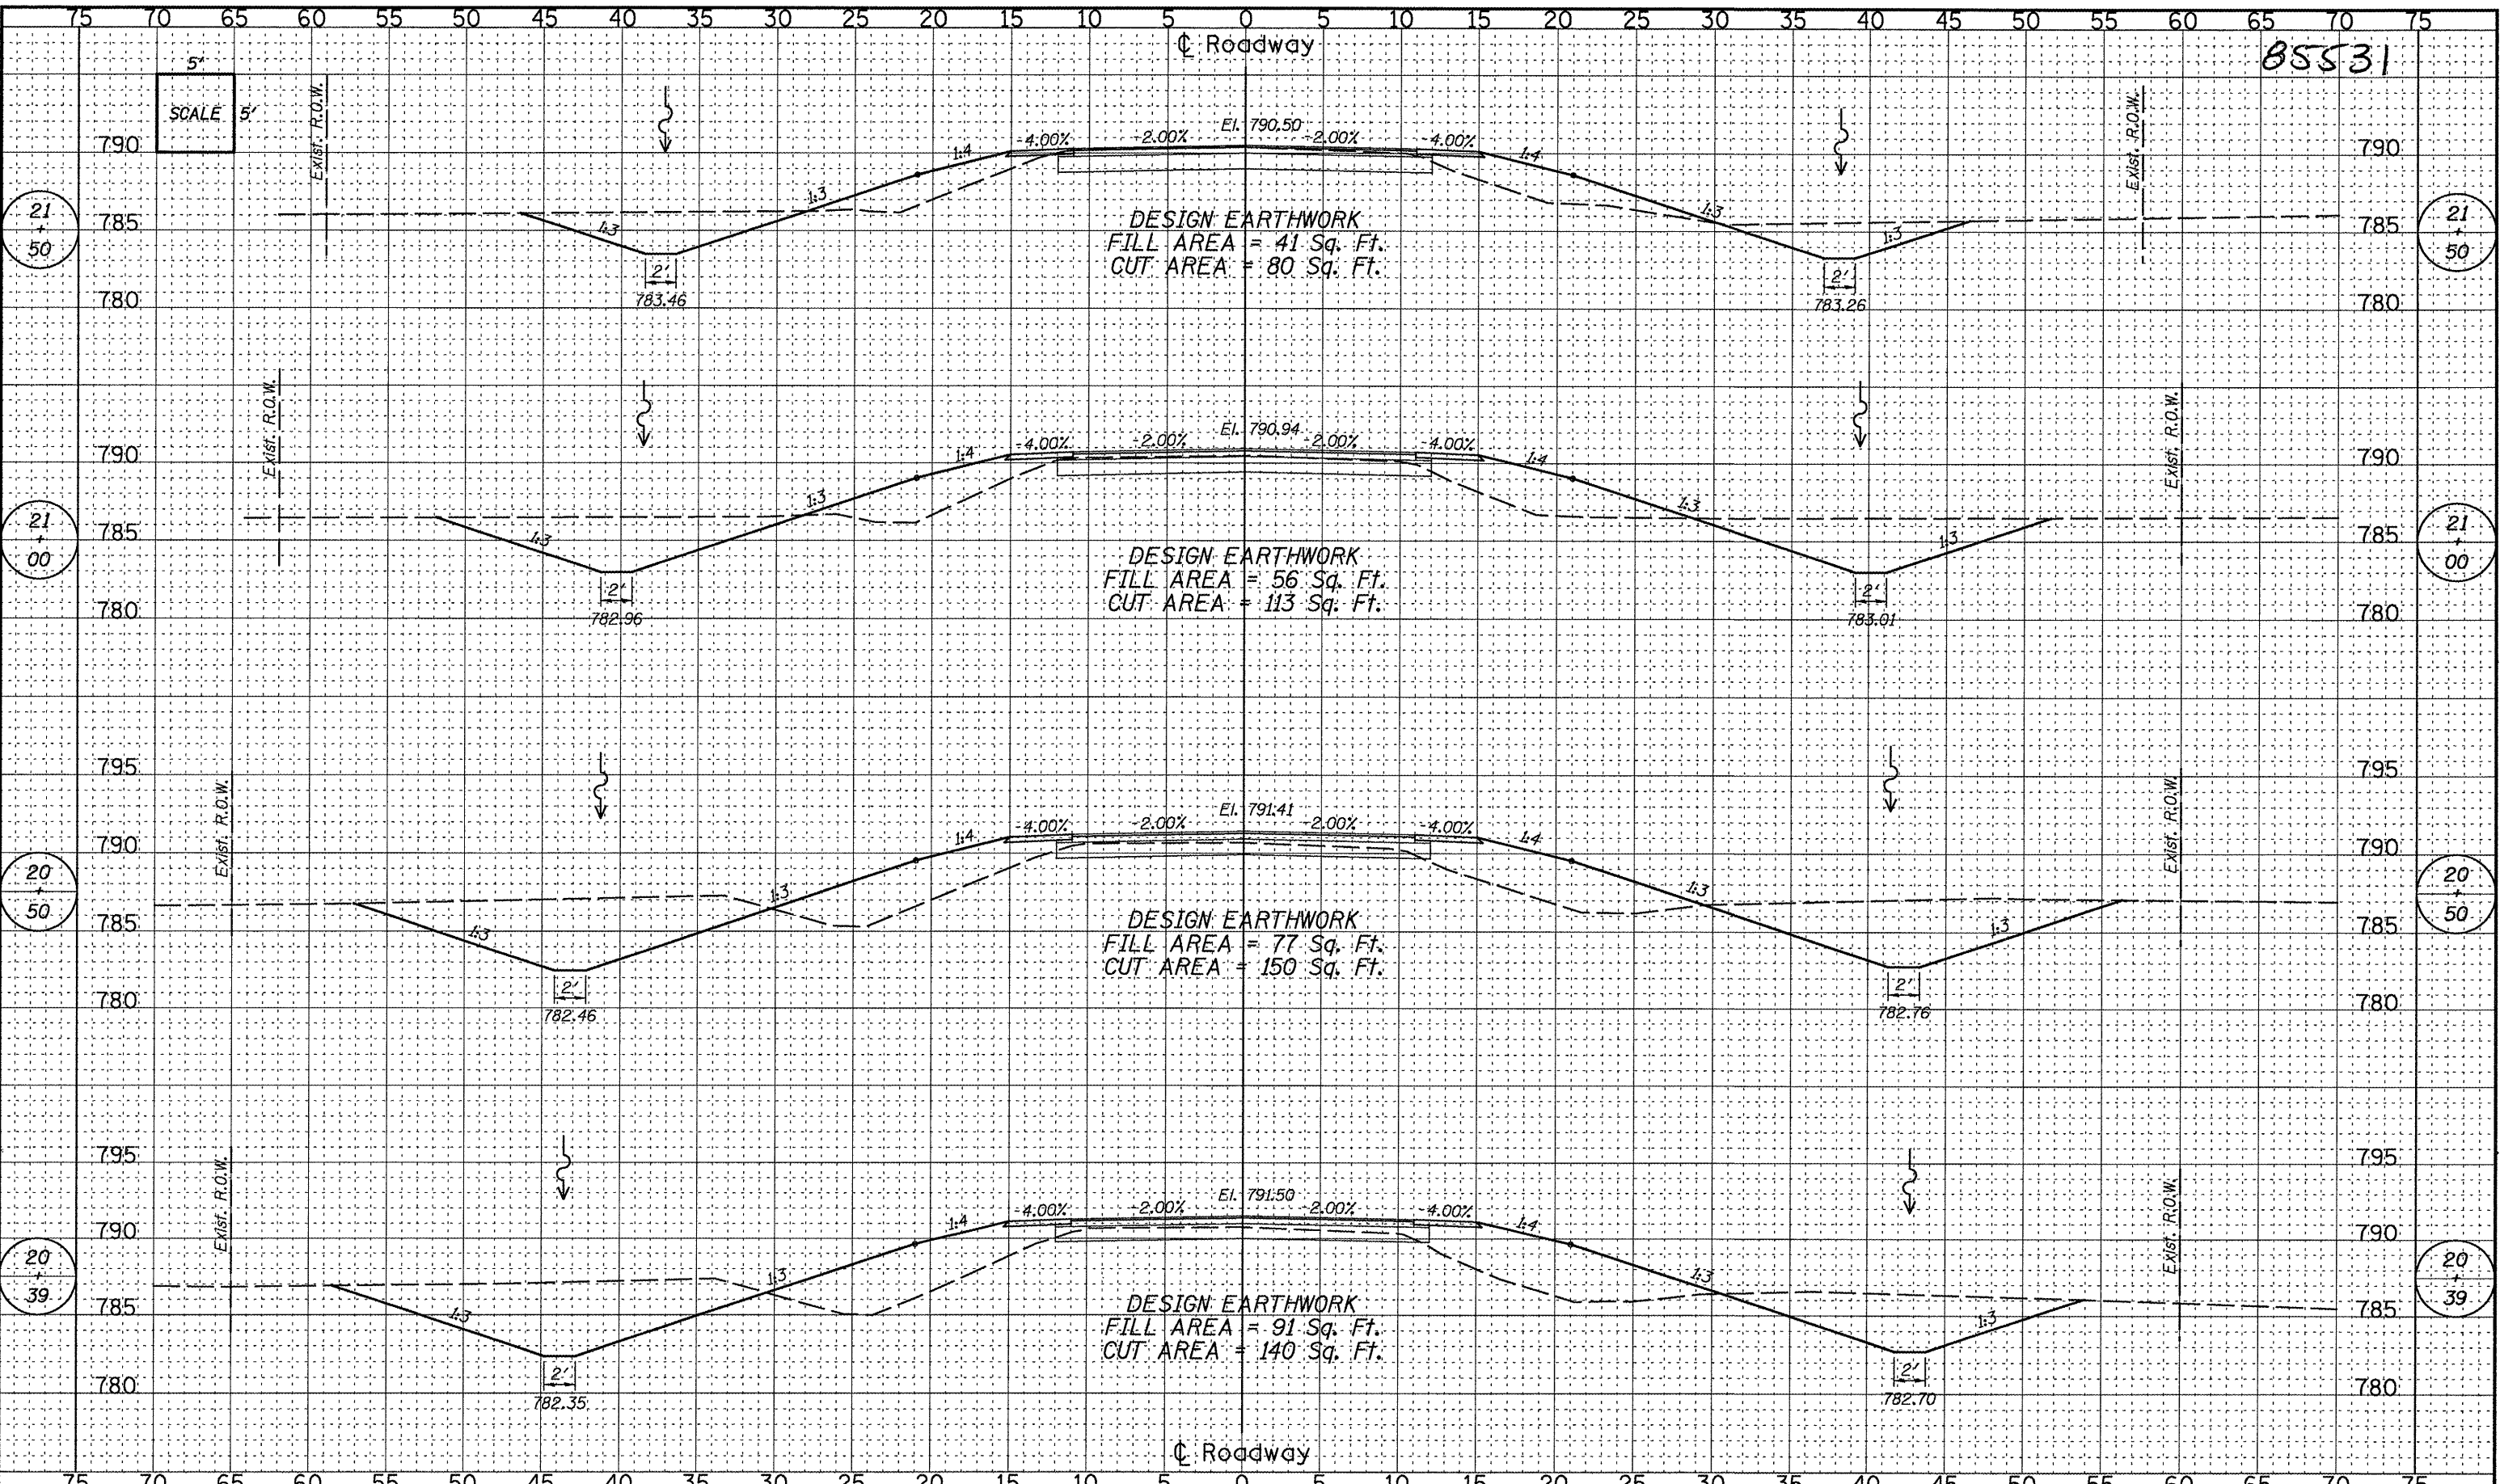 75 70 65 60 55 50 45 40 35 30 25 20 15 10 5 0 5 10 15 20 25 30 35 40 45 50 55 60 65 70 75
℄ Roadway
85531
5'
SCALE 5'
Exist. R.O.W.
Exist. R.O.W.
El. 790.50
1:3 1:3 1:4 -4.00% -2.00% -2.00% -4.00% 1:4 1:3 1:3
790 790
785 785
780 780
21 + 50
21 + 50
DESIGN EARTHWORK
FILL AREA = 41 Sq. Ft.
CUT AREA = 80 Sq. Ft.
2' 2'
783.46 783.26
Exist. R.O.W.
Exist. R.O.W.
El. 790.94
1:3 1:3 1:4 -4.00% -2.00% -2.00% -4.00% 1:4 1:3 1:3
790 790
785 785
780 780
21 + 00
21 + 00
DESIGN EARTHWORK
FILL AREA = 56 Sq. Ft.
CUT AREA = 113 Sq. Ft.
2' 2'
782.96 783.01
795 795
Exist. R.O.W.
Exist. R.O.W.
El. 791.41
1:3 1:3 1:4 -4.00% -2.00% -2.00% -4.00% 1:4 1:3 1:3
790 790
785 785
780 780
20 + 50
20 + 50
DESIGN EARTHWORK
FILL AREA = 77 Sq. Ft.
CUT AREA = 150 Sq. Ft.
2' 2'
782.46 782.76
795 795
Exist. R.O.W.
Exist. R.O.W.
El. 791.50
1:3 1:3 1:4 -4.00% -2.00% -2.00% -4.00% 1:4 1:3 1:3
790 790
785 785
780 780
20 + 39
20 + 39
DESIGN EARTHWORK
FILL AREA = 91 Sq. Ft.
CUT AREA = 140 Sq. Ft.
2' 2'
782.35 782.70
℄ Roadway
75 70 65 60 55 50 45 40 35 30 25 20 15 10 5 0 5 10 15 20 25 30 35 40 45 50 55 60 65 70 75